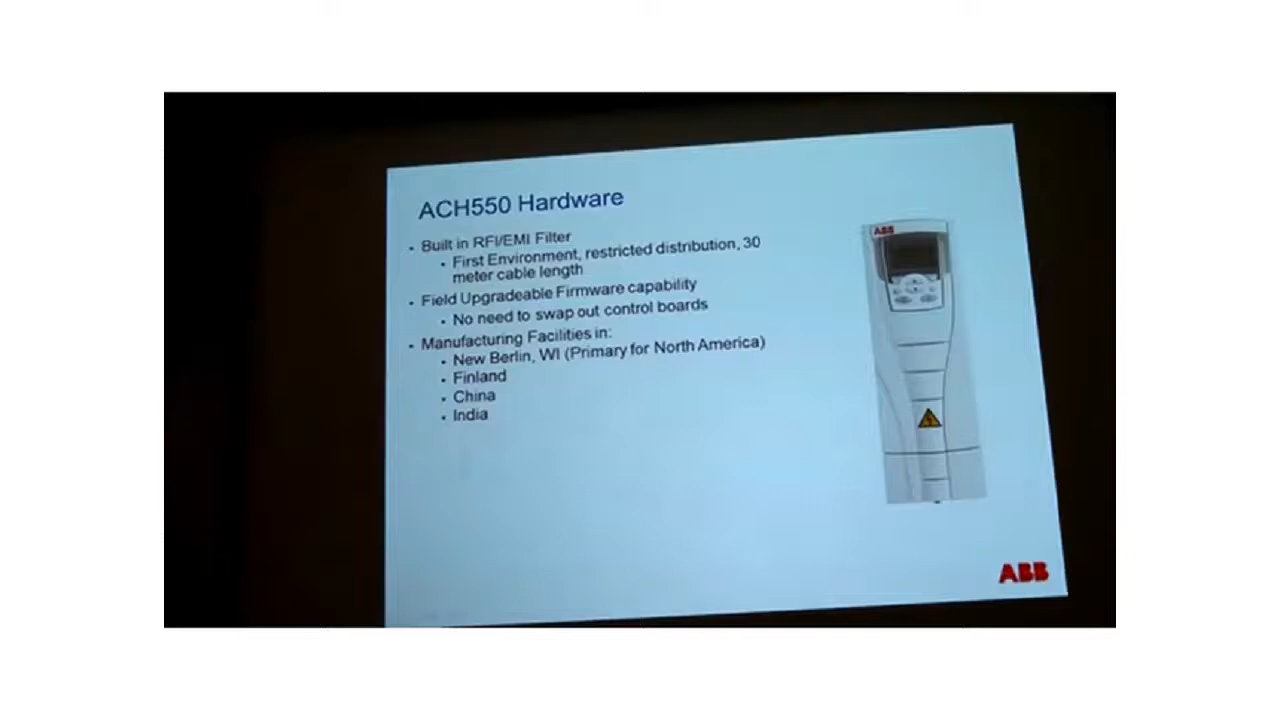 ACH550 Hardware
• Built in RFI/EMI Filter
• First Environment, restricted distribution, 30
meter cable length
• Field Upgradeable Firmware capability
• No need to swap out control boards
• Manufacturing Facilities in:
• New Berlin, WI (Primary for North America)
• Finland
• China
• India
ABB
ABB